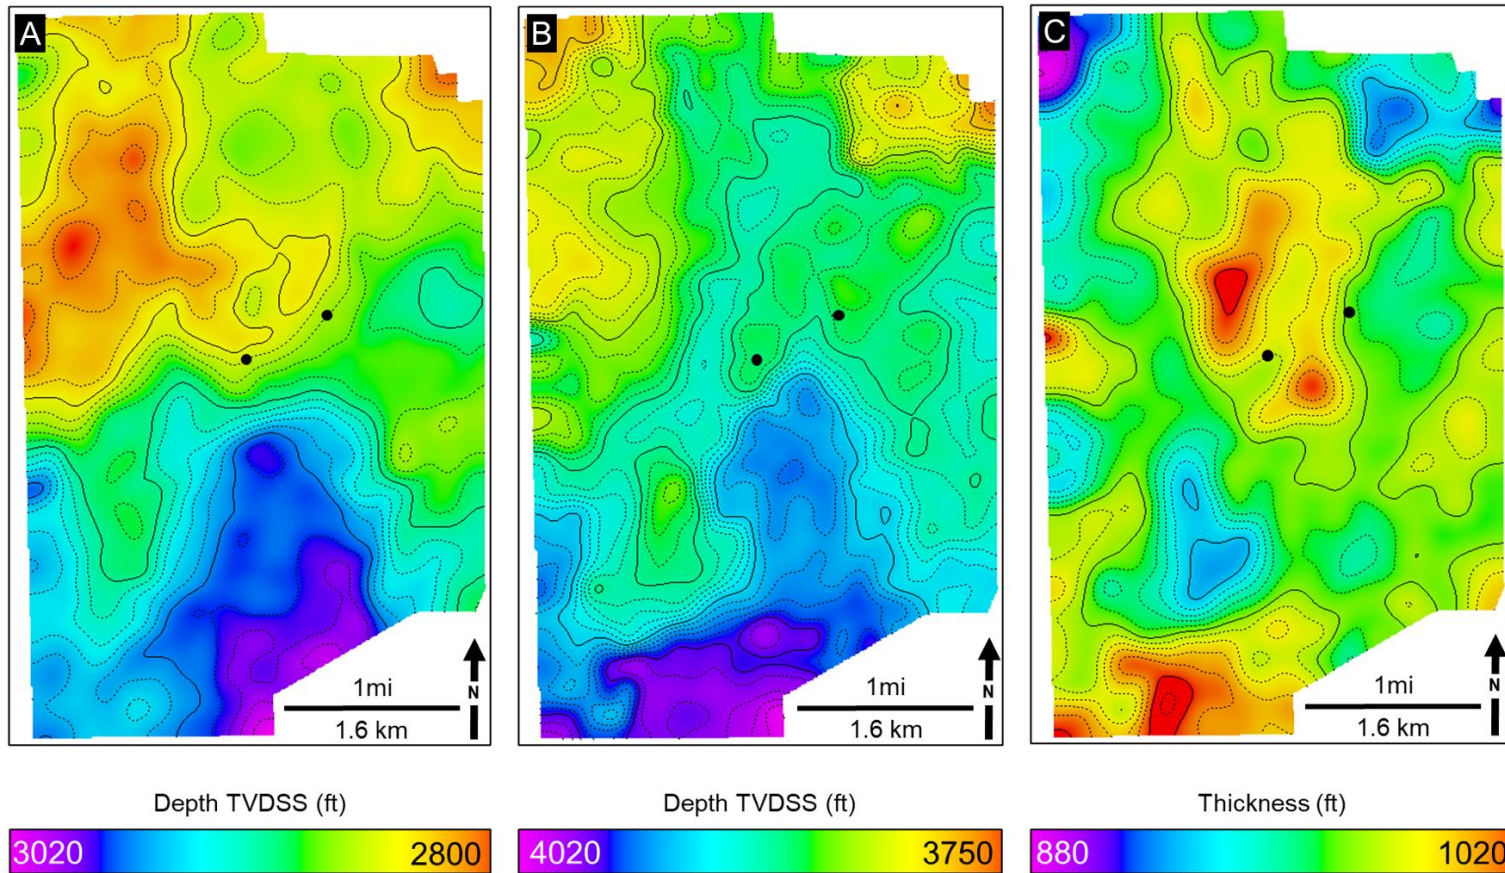 A
B
C
1mi
1.6 km
N
1mi
1.6 km
N
1mi
1.6 km
N
Depth TVDSS (ft)
Depth TVDSS (ft)
Thickness (ft)
3020 2800
4020 3750
880 1020